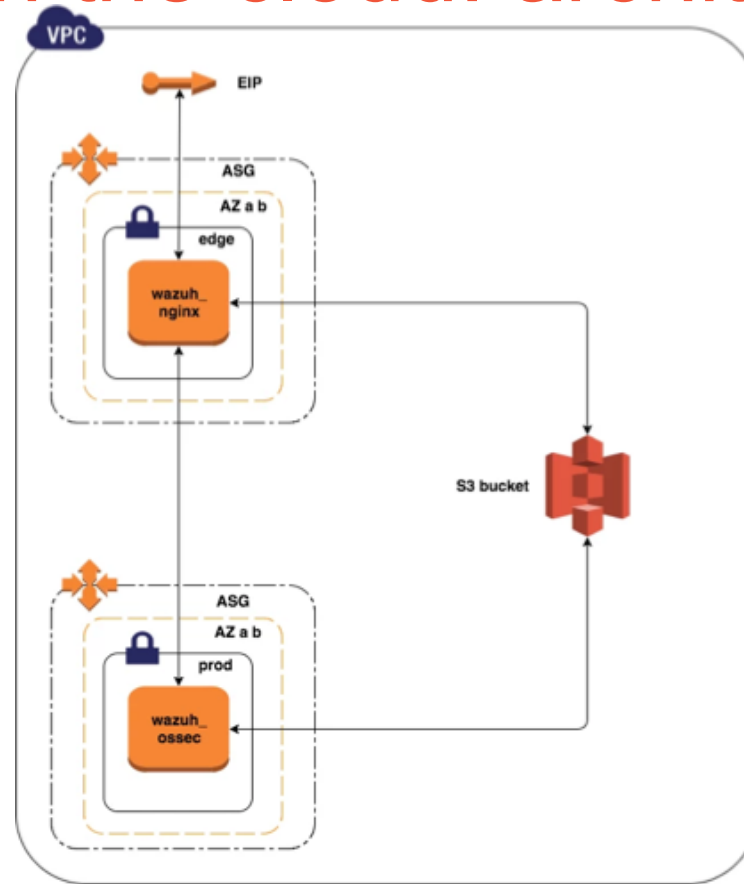 VPC
EIP
ASG
AZ a b
edge
wazuh_
nginx
S3 bucket
ASG
AZ a b
prod
wazuh_
ossec